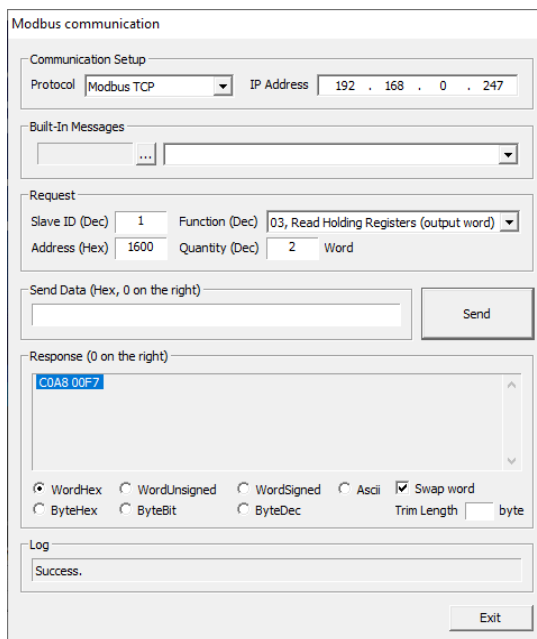 Modbus communication
Communication Setup
Protocol Modbus TCP IP Address 192 . 168 . 0 . 247
Built-In Messages
...
Request
Slave ID (Dec) 1 Function (Dec) 03, Read Holding Registers (output word)
Address (Hex) 1600 Quantity (Dec) 2 Word
Send Data (Hex, 0 on the right)
Send
Response (0 on the right)
C0A8 00F7
WordHex WordUnsigned WordSigned Ascii Swap word
ByteHex ByteBit ByteDec Trim Length byte
Log
Success.
Exit